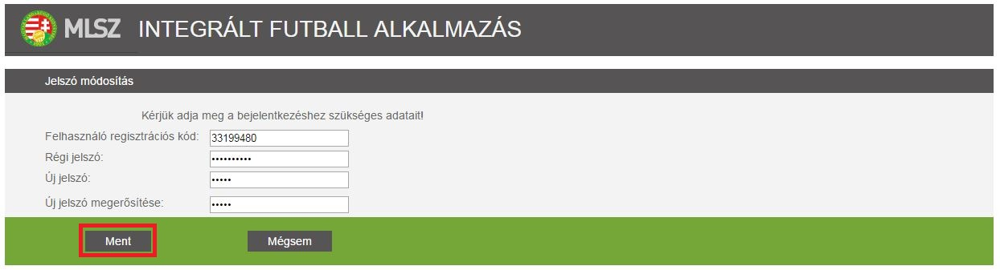 MLSZ INTEGRÁLT FUTBALL ALKALMAZÁS
Jelszó módosítás
Kérjük adja meg a bejelentkezéshez szükséges adatait!
Felhasználó regisztrációs kód: 33199480
Régi jelszó: ••••••••••
Új jelszó: •••••
Új jelszó megerősítése: •••••
Ment Mégsem